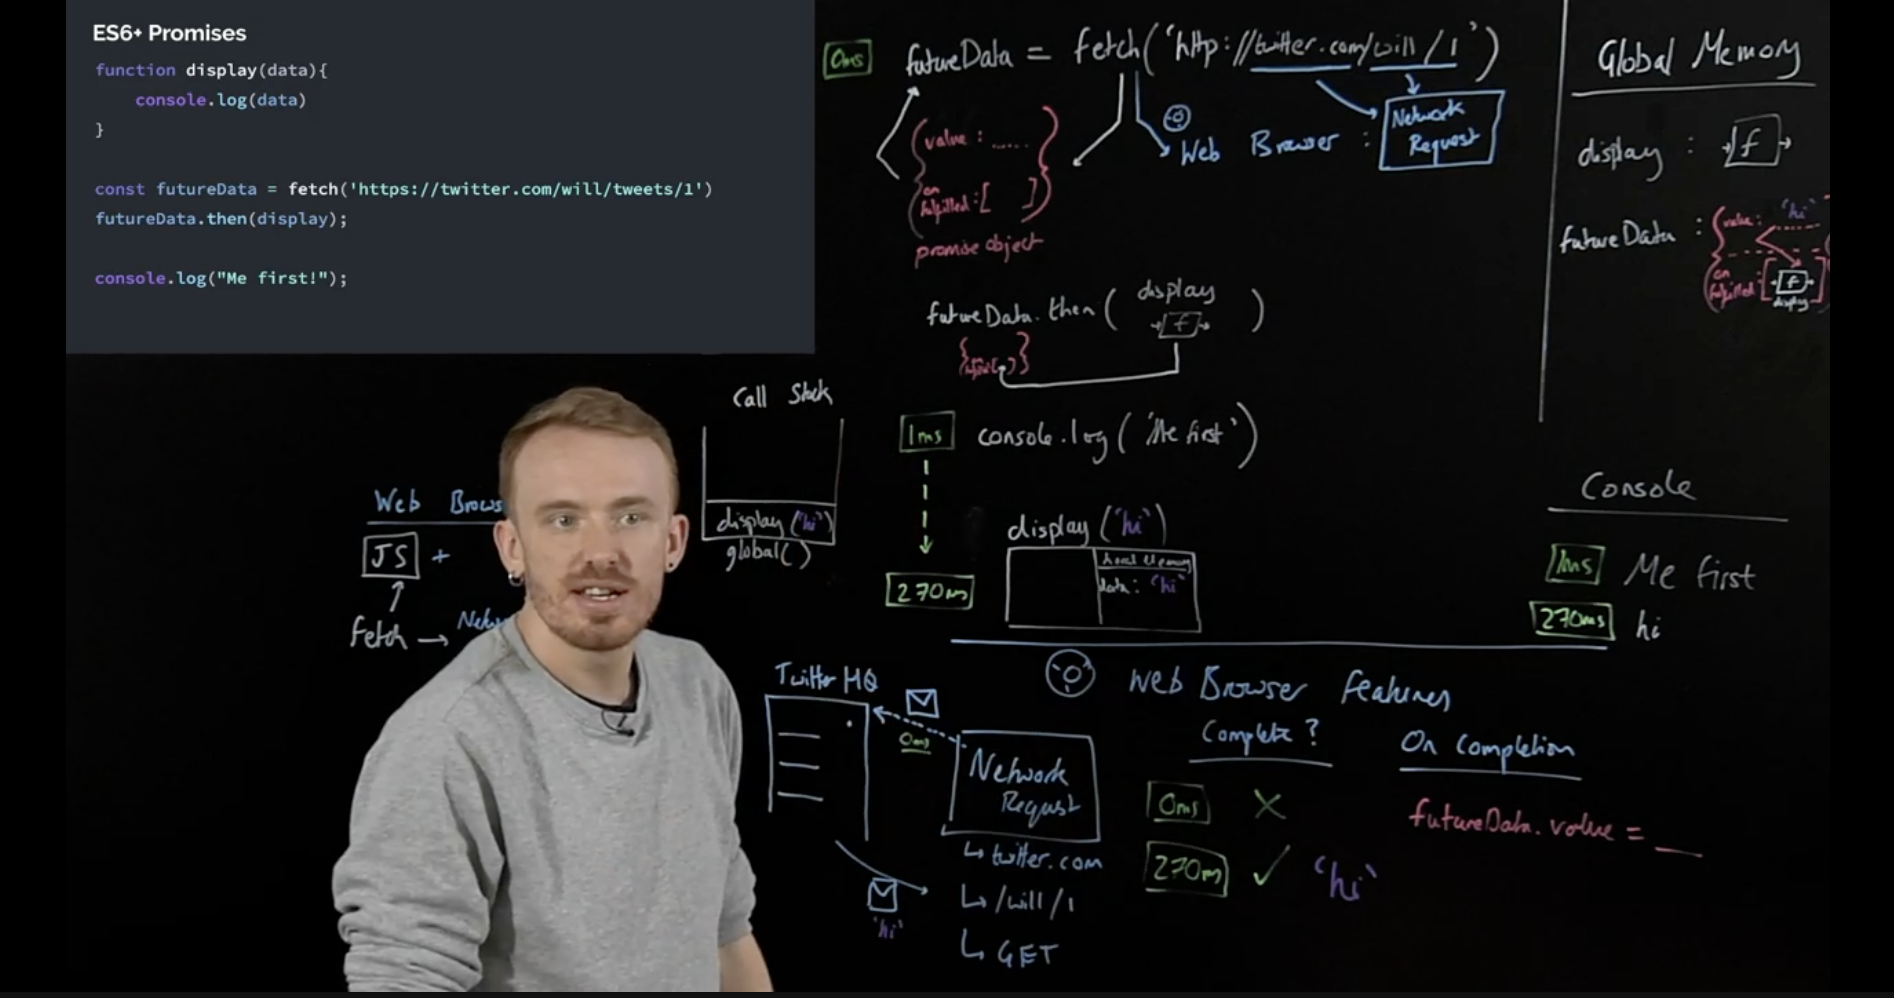 ES6+ Promises
function display(data){
console.log(data)
}
const futureData = fetch('https://twitter.com/will/tweets/1')
futureData.then(display);
console.log("Me first!");
0ms futureData = fetch('http://twitter.com/will/1')
{value: ......
on fulfilled: [ ]}
promise object
Web Browser : Network Request
futureData.then( display )
f
1ms console.log('Me first')
270ms
display('hi')
Local Memory
data: 'hi'
Global Memory
display : f
futureData : {value: 'hi'
on fulfilled: [f]
display
Call Stack
display('hi')
global()
Web
JS +
fetch →
Console
1ms Me first
270ms hi
Web Browser Features
Twitter HQ
0ms
'hi'
Network Request
↳ twitter.com
↳ /will/1
↳ GET
Complete?
0ms X
270ms ✓ 'hi'
On Completion
futureData.value = __